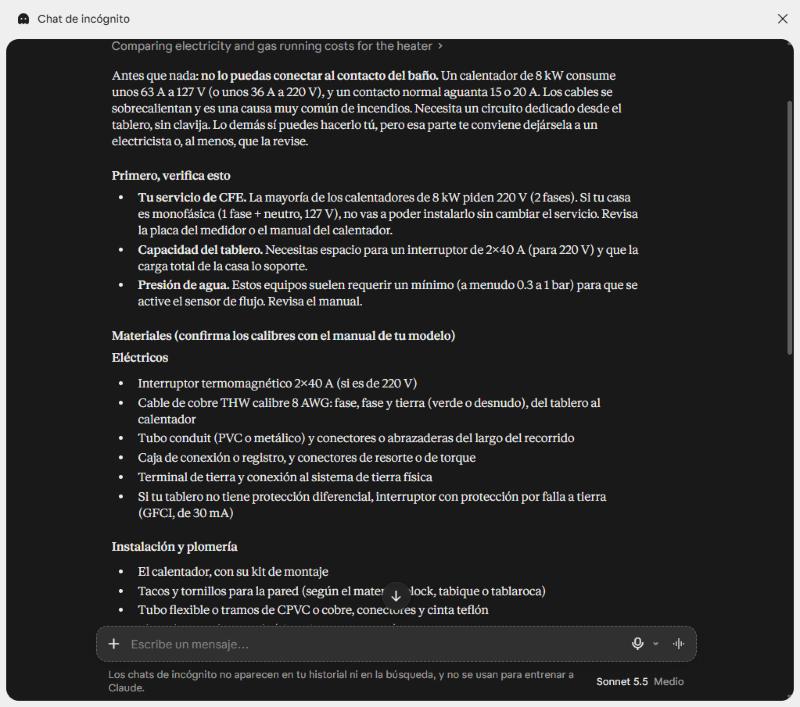 Chat de incógnito
Comparing electricity and gas running costs for the heater
Antes que nada: no lo puedas conectar al contacto del baño. Un calentador de 8 kW consume
unos 63 A a 127 V (o unos 36 A a 220 V), y un contacto normal aguanta 15 o 20 A. Los cables se
sobrecalientan y es una causa muy común de incendios. Necesita un circuito dedicado desde el
tablero, sin clavija. Lo demás sí puedes hacerlo tú, pero esa parte te conviene dejársela a un
electricista o, al menos, que la revise.
Primero, verifica esto
• Tu servicio de CFE. La mayoría de los calentadores de 8 kW piden 220 V (2 fases). Si tu casa
es monofásica (1 fase + neutro, 127 V), no vas a poder instalarlo sin cambiar el servicio. Revisa
la placa del medidor o el manual del calentador.
• Capacidad del tablero. Necesitas espacio para un interruptor de 2×40 A (para 220 V) y que la
carga total de la casa lo soporte.
• Presión de agua. Estos equipos suelen requerir un mínimo (a menudo 0.3 a 1 bar) para que se
active el sensor de flujo. Revisa el manual.
Materiales (confirma los calibres con el manual de tu modelo)
Eléctricos
• Interruptor termomagnético 2×40 A (si es de 220 V)
• Cable de cobre THW calibre 8 AWG: fase, fase y tierra (verde o desnudo), del tablero al
calentador
• Tubo conduit (PVC o metálico) y conectores o abrazaderas del largo del recorrido
• Caja de conexión o registro, y conectores de resorte o de torque
• Terminal de tierra y conexión al sistema de tierra física
• Si tu tablero no tiene protección diferencial, interruptor con protección por falla a tierra
(GFCI, de 30 mA)
Instalación y plomería
• El calentador, con su kit de montaje
• Tacos y tornillos para la pared (según el lock, tabique o tablaroca)
• Tubo flexible o tramos de CPVC o cobre, conectores y cinta teflón
Escribe un mensaje...
Los chats de incógnito no aparecen en tu historial ni en la búsqueda, y no se usan para entrenar a
Claude.
Sonnet 5.5 Medio